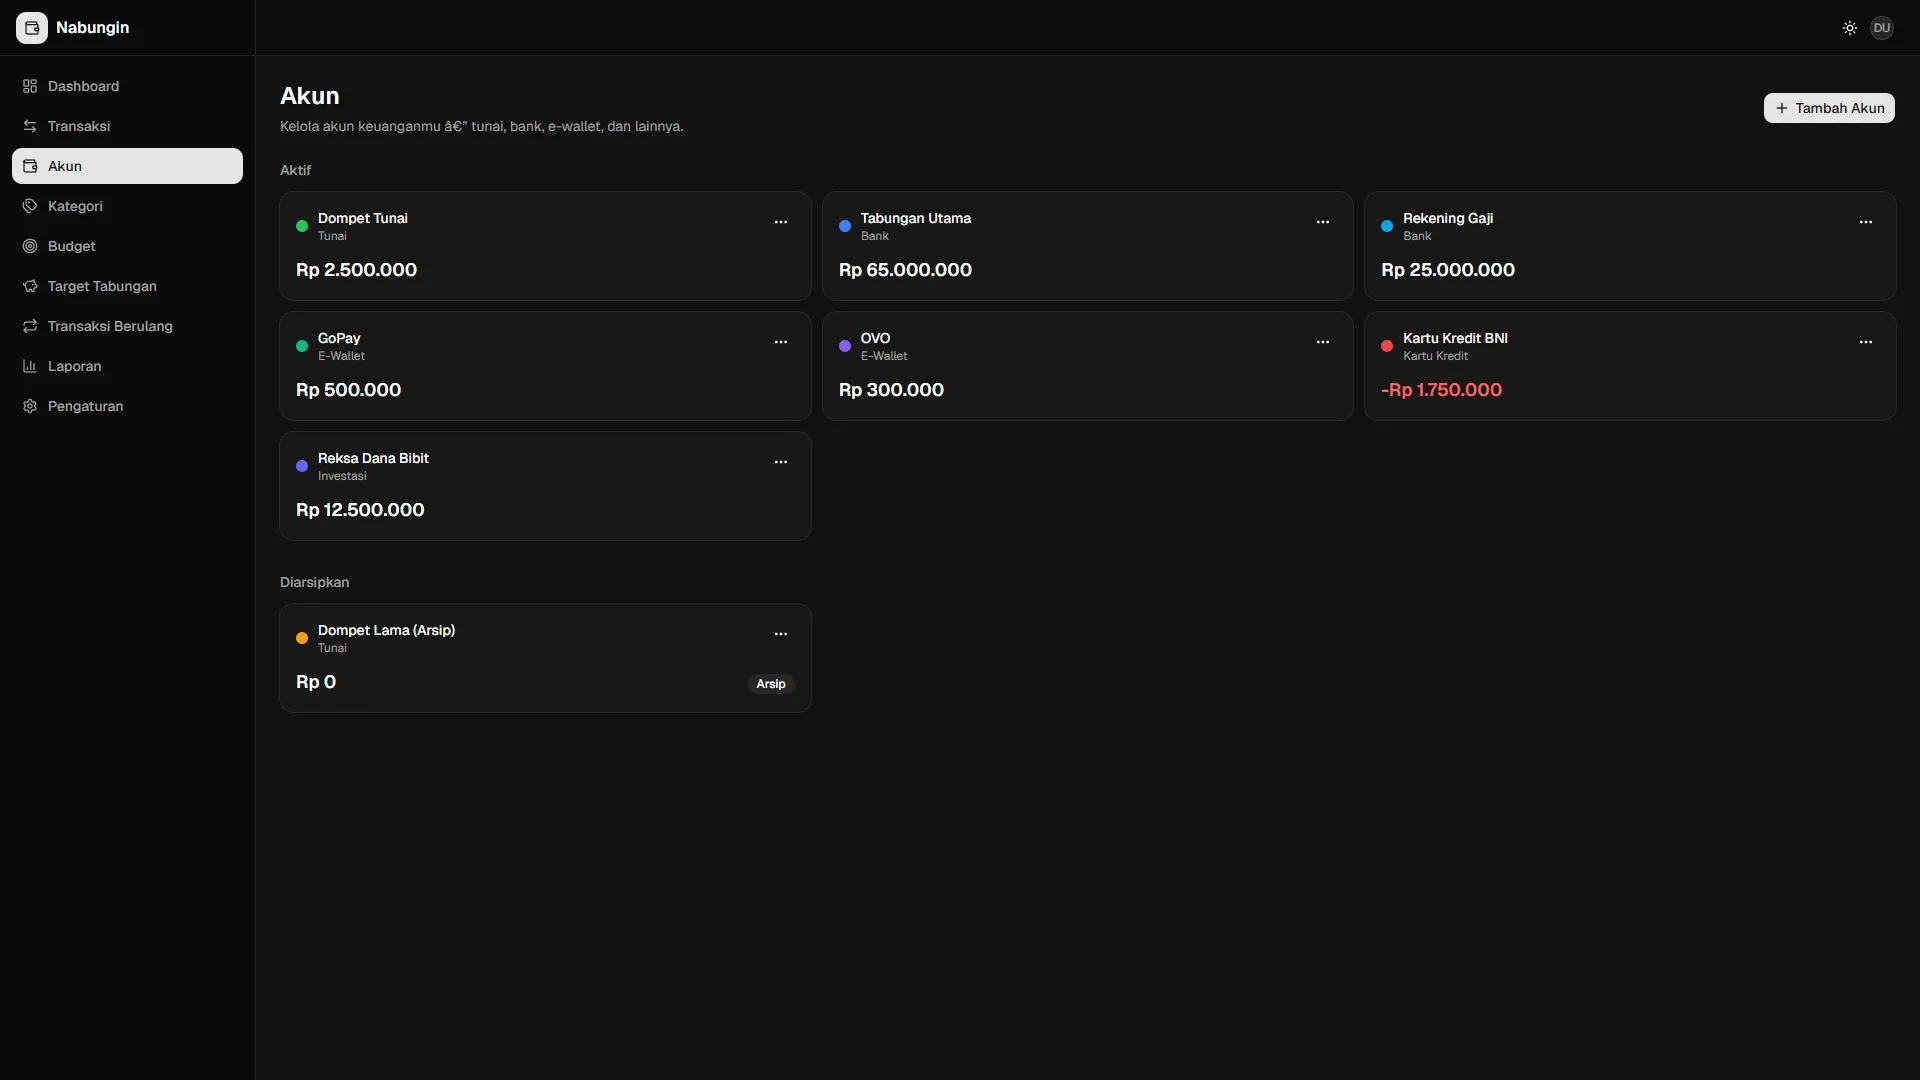 Nabungin
DU
Dashboard
Transaksi
Akun
Kategori
Budget
Target Tabungan
Transaksi Berulang
Laporan
Pengaturan
Akun
Kelola akun keuanganmu â€” tunai, bank, e-wallet, dan lainnya.
Tambah Akun
Aktif
Dompet Tunai
Tunai
Rp 2.500.000
Tabungan Utama
Bank
Rp 65.000.000
Rekening Gaji
Bank
Rp 25.000.000
GoPay
E-Wallet
Rp 500.000
OVO
E-Wallet
Rp 300.000
Kartu Kredit BNI
Kartu Kredit
-Rp 1.750.000
Reksa Dana Bibit
Investasi
Rp 12.500.000
Diarsipkan
Dompet Lama (Arsip)
Tunai
Rp 0
Arsip